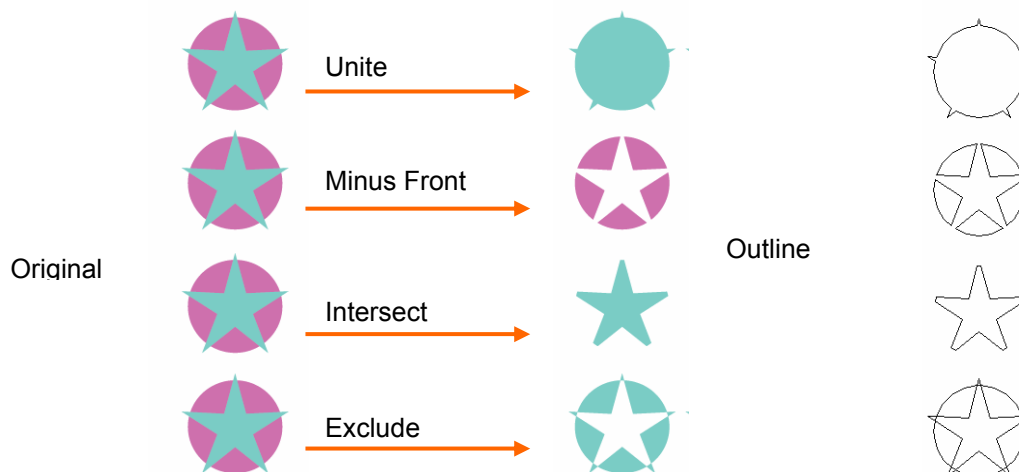 Unite
Minus Front
Original
Outline
Intersect
Exclude